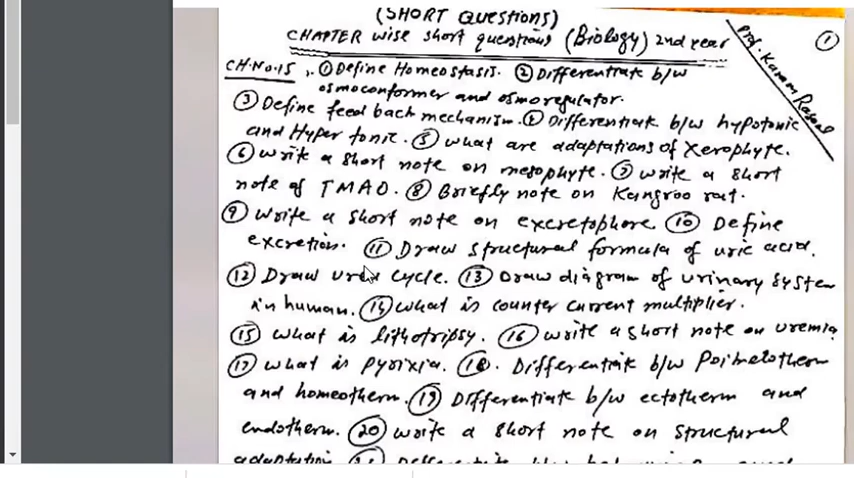 (SHORT Questions)
CHAPTER wise short questions (Biology) 2nd year
Prof. Karam Rasool
1
CH.NO.15 :- ① Define Homeostasis. ② Differentiate b/w
osmoconformer and osmoregulator.
③ Define feed back mechanism. ④ Differentiate b/w hypotonic
and Hyper tonic. ⑤ what are adaptations of xerophyte.
⑥ write a short note on mesophyte. ⑦ write a short
note of TMAO. ⑧ Briefly note on Kangroo rat.
⑨ write a short note on excretophore. ⑩ Define
excretion. ⑪ Draw structural formula of uric acid.
⑫ Draw urea cycle. ⑬ Draw diagram of urinary system
in human. ⑭ what is counter current multiplier.
⑮ what is lithotripsy. ⑯ write a short note on uremia
⑰ what is pyrixia. ⑱. Differentiate b/w Poikelotherm
and homeotherm. ⑲ Differentiate b/w ectotherm and
endotherm. ⑳ write a short note on structural
adaptation.